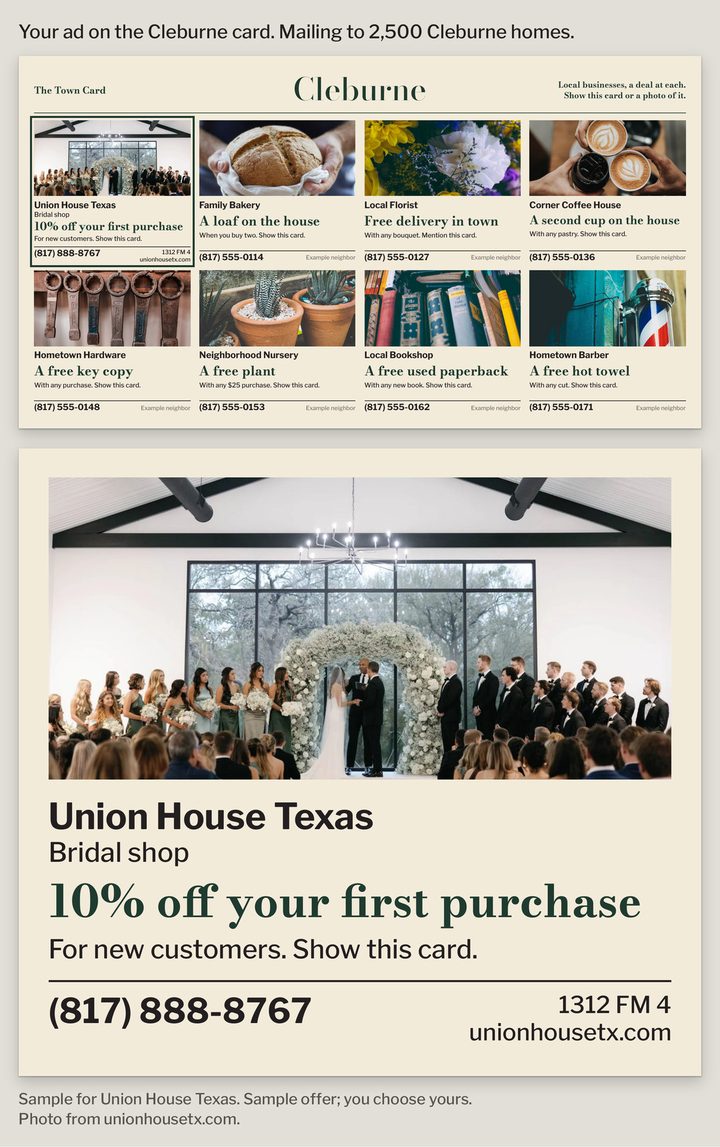 Your ad on the Cleburne card. Mailing to 2,500 Cleburne homes.
The Town Card
Cleburne
Local businesses, a deal at each.
Show this card or a photo of it.
Union House Texas
Bridal shop
10% off your first purchase
For new customers. Show this card.
(817) 888-8767
1312 FM 4
unionhousetx.com
Family Bakery
A loaf on the house
When you buy two. Show this card.
(817) 555-0114
Example neighbor
Local Florist
Free delivery in town
With any bouquet. Mention this card.
(817) 555-0127
Example neighbor
Corner Coffee House
A second cup on the house
With any pastry. Show this card.
(817) 555-0136
Example neighbor
Hometown Hardware
A free key copy
With any purchase. Show this card.
(817) 555-0148
Example neighbor
Neighborhood Nursery
A free plant
With any $25 purchase. Show this card.
(817) 555-0153
Example neighbor
Local Bookshop
A free used paperback
With any new book. Show this card.
(817) 555-0162
Example neighbor
Hometown Barber
A free hot towel
With any cut. Show this card.
(817) 555-0171
Example neighbor
Union House Texas
Bridal shop
10% off your first purchase
For new customers. Show this card.
(817) 888-8767
1312 FM 4
unionhousetx.com
Sample for Union House Texas. Sample offer; you choose yours.
Photo from unionhousetx.com.